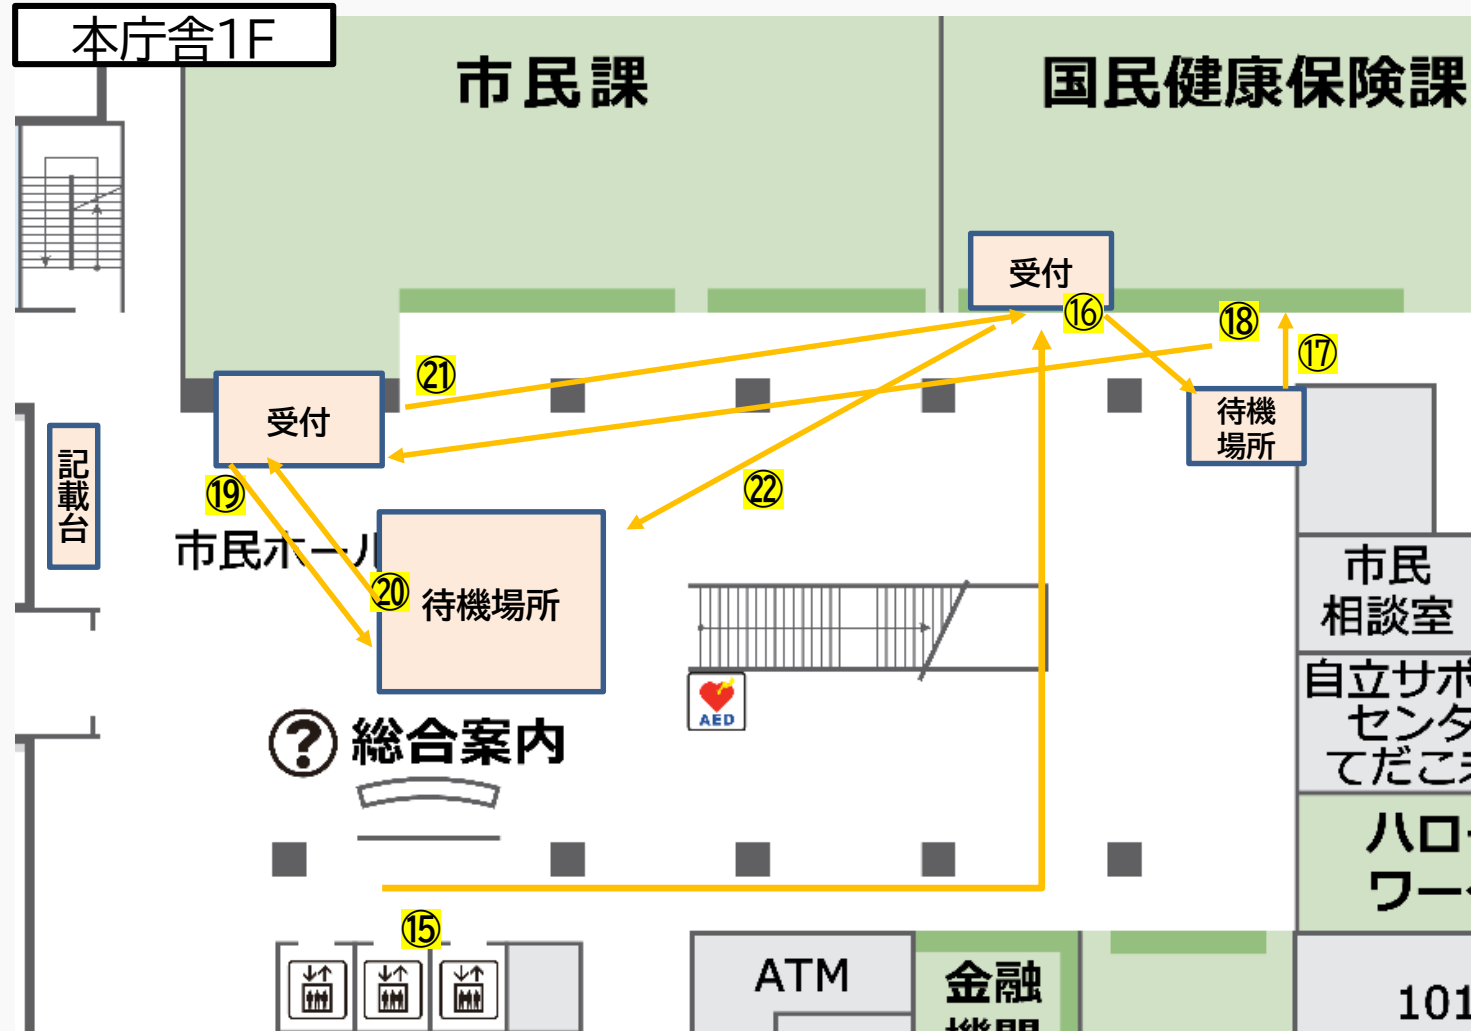 本庁舎1F
市民課
国民健康保険課
受付
⑯
⑱
⑰
㉑
受付
待機
場所
記載台
⑲
㉒
市民ホール
⑳
待機場所
市民
相談室
AED
自立サポ
センタ
てだこ
? 総合案内
ハロー
ワー
⑮
ATM
金融
機関
101